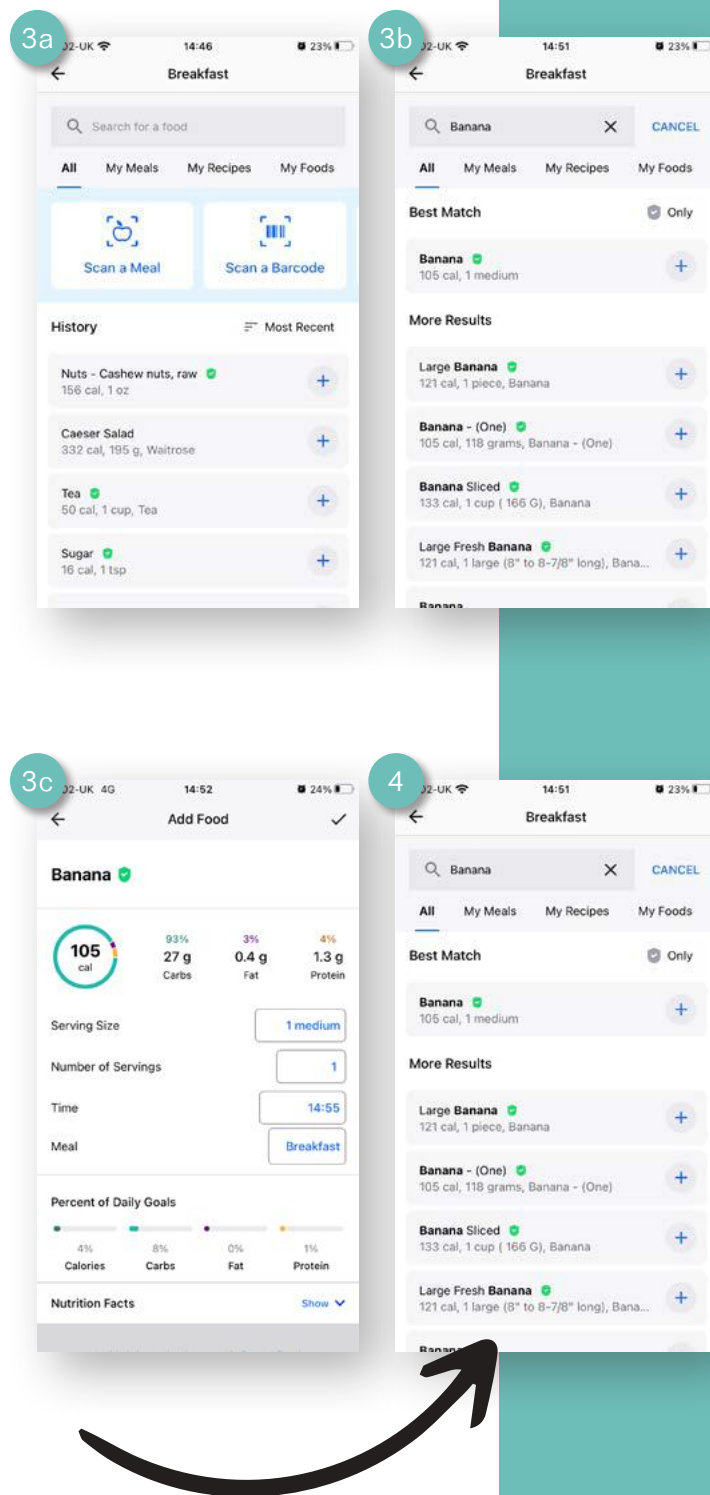 3a
02-UK 14:46 23%
Breakfast
Search for a food
All My Meals My Recipes My Foods
Scan a Meal Scan a Barcode
History Most Recent
Nuts - Cashew nuts, raw
156 cal, 1 oz
Caeser Salad
332 cal, 195 g, Waitrose
Tea
50 cal, 1 cup, Tea
Sugar
16 cal, 1 tsp
3b
02-UK 14:51 23%
Breakfast
Banana CANCEL
All My Meals My Recipes My Foods
Best Match Only
Banana
105 cal, 1 medium
More Results
Large Banana
121 cal, 1 piece, Banana
Banana - (One)
105 cal, 118 grams, Banana - (One)
Banana Sliced
133 cal, 1 cup ( 166 G), Banana
Large Fresh Banana
121 cal, 1 large (8" to 8-7/8" long), Bana...
Banana
3c
02-UK 4G 14:52 24%
Add Food
Banana
105 93% 3% 4%
cal 27 g 0.4 g 1.3 g
Carbs Fat Protein
Serving Size 1 medium
Number of Servings 1
Time 14:55
Meal Breakfast
Percent of Daily Goals
4% 8% 0% 1%
Calories Carbs Fat Protein
Nutrition Facts Show
4
02-UK 14:51 23%
Breakfast
Banana CANCEL
All My Meals My Recipes My Foods
Best Match Only
Banana
105 cal, 1 medium
More Results
Large Banana
121 cal, 1 piece, Banana
Banana - (One)
105 cal, 118 grams, Banana - (One)
Banana Sliced
133 cal, 1 cup ( 166 G), Banana
Large Fresh Banana
121 cal, 1 large (8" to 8-7/8" long), Bana...
Banana